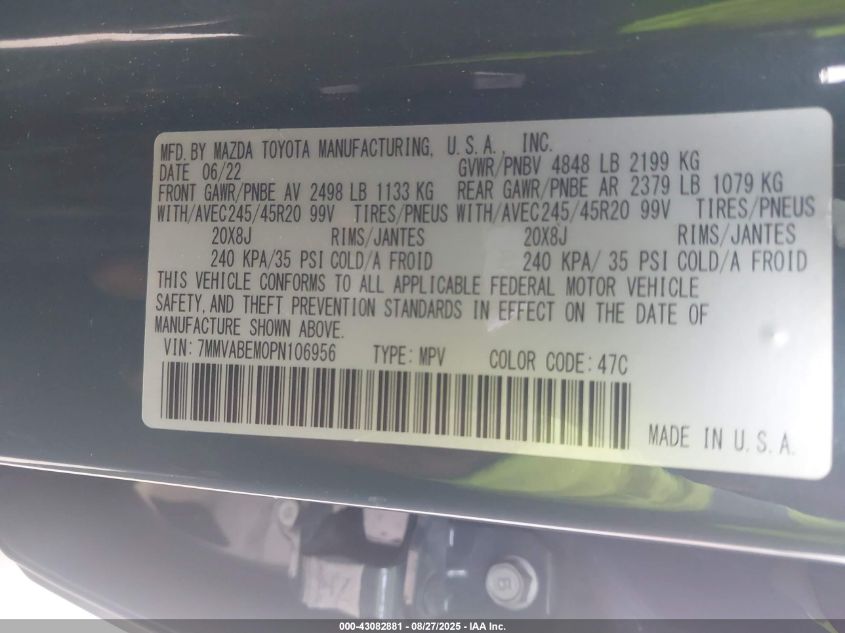 MFD. BY MAZDA TOYOTA MANUFACTURING, U.S.A., INC.
DATE 06/22 GVWR/PNBV 4848 LB 2199 KG
FRONT GAWR/PNBE AV 2498 LB 1133 KG REAR GAWR/PNBE AR 2379 LB 1079 KG
WITH/AVEC245/45R20 99V TIRES/PNEUS WITH/AVEC245/45R20 99V TIRES/PNEUS
20X8J RIMS/JANTES 20X8J RIMS/JANTES
240 KPA/35 PSI COLD/A FROID 240 KPA/ 35 PSI COLD/A FROID
THIS VEHICLE CONFORMS TO ALL APPLICABLE FEDERAL MOTOR VEHICLE
SAFETY, AND THEFT PREVENTION STANDARDS IN EFFECT ON THE DATE OF
MANUFACTURE SHOWN ABOVE.
VIN: 7MMVABEM0PN106956 TYPE: MPV COLOR CODE: 47C
MADE IN U.S.A.
8
000-43082881 - 08/27/2025 - IAA Inc.